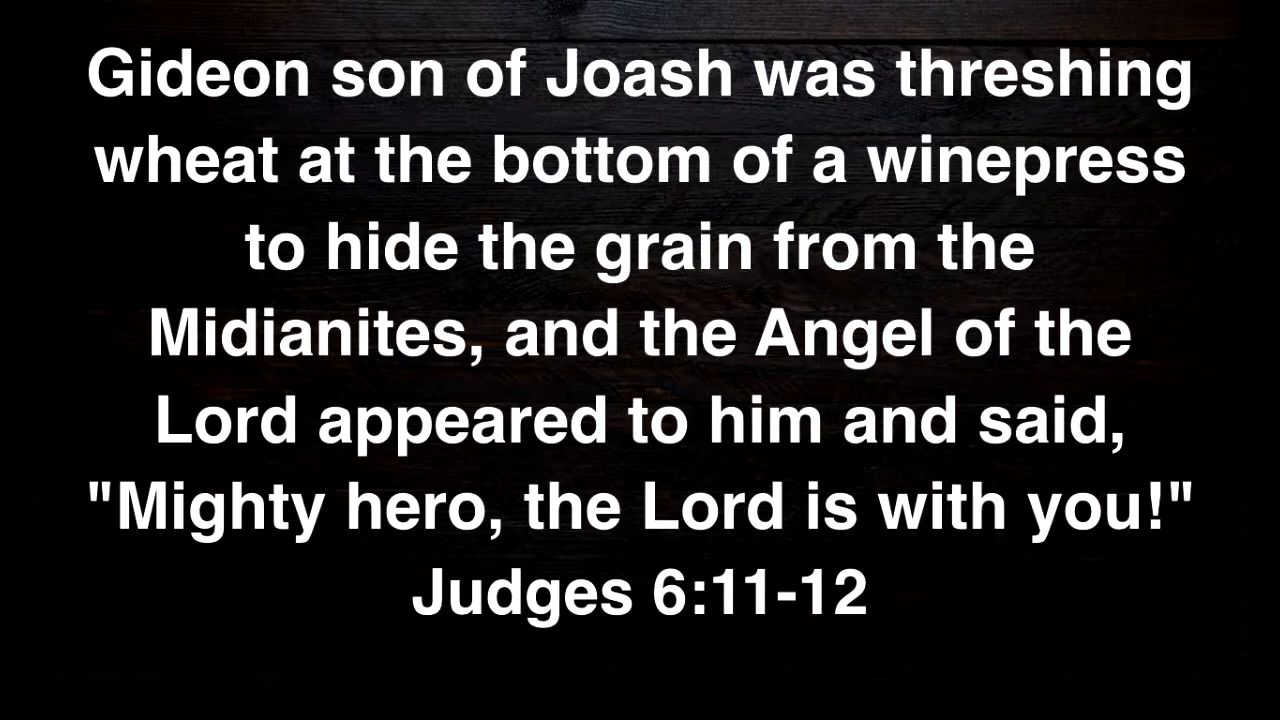 Gideon son of Joash was threshing
wheat at the bottom of a winepress
to hide the grain from the
Midianites, and the Angel of the
Lord appeared to him and said,
"Mighty hero, the Lord is with you!"
Judges 6:11-12